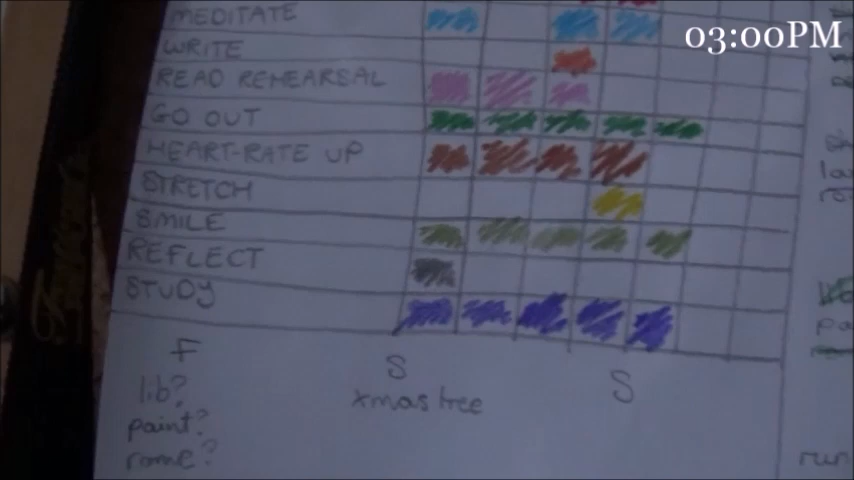 03:00PM
MEDITATE
WRITE
READ REHEARSAL
GO OUT
HEART-RATE UP
STRETCH
SMILE
REFLECT
STUDY
F
lib?
paint?
rome?
S
xmas tree
S
run